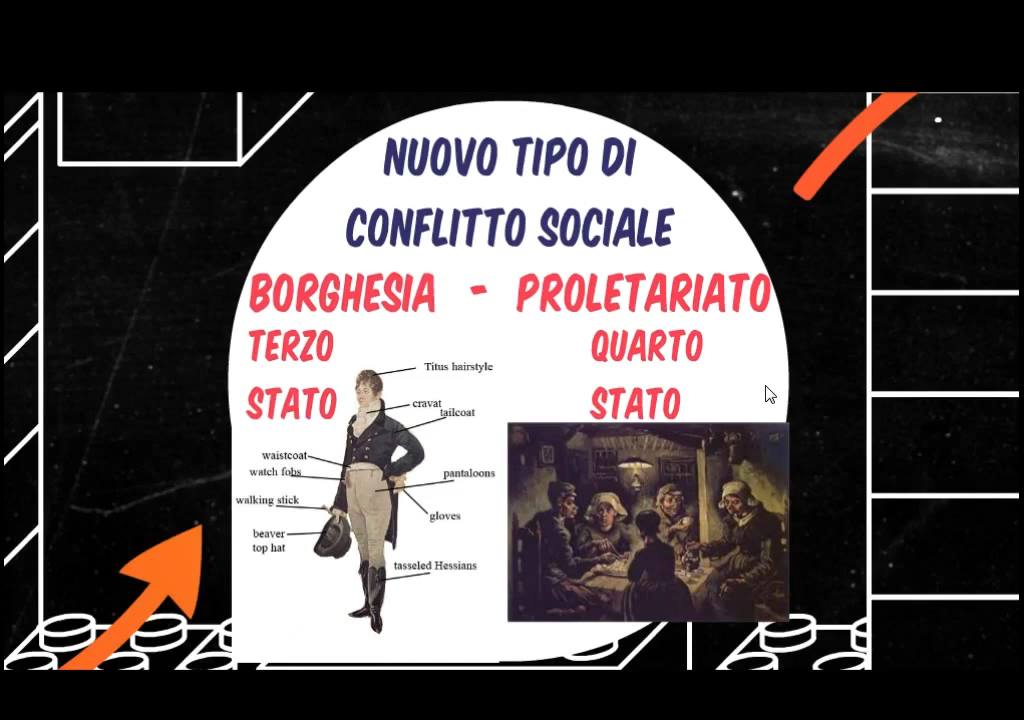 NUOVO TIPO DI
CONFLITTO SOCIALE
BORGHESIA - PROLETARIATO
TERZO
STATO
QUARTO
STATO
Titus hairstyle
cravat
tailcoat
waistcoat
watch fobs
pantaloons
walking stick
gloves
beaver
top hat
tasseled Hessians